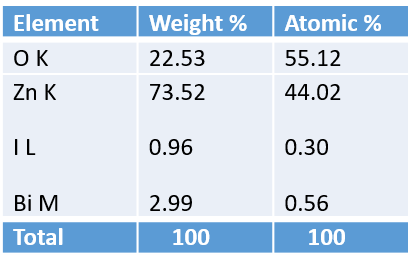 Element Weight % Atomic %
O K 22.53 55.12
Zn K 73.52 44.02
I L 0.96 0.30
Bi M 2.99 0.56
Total 100 100